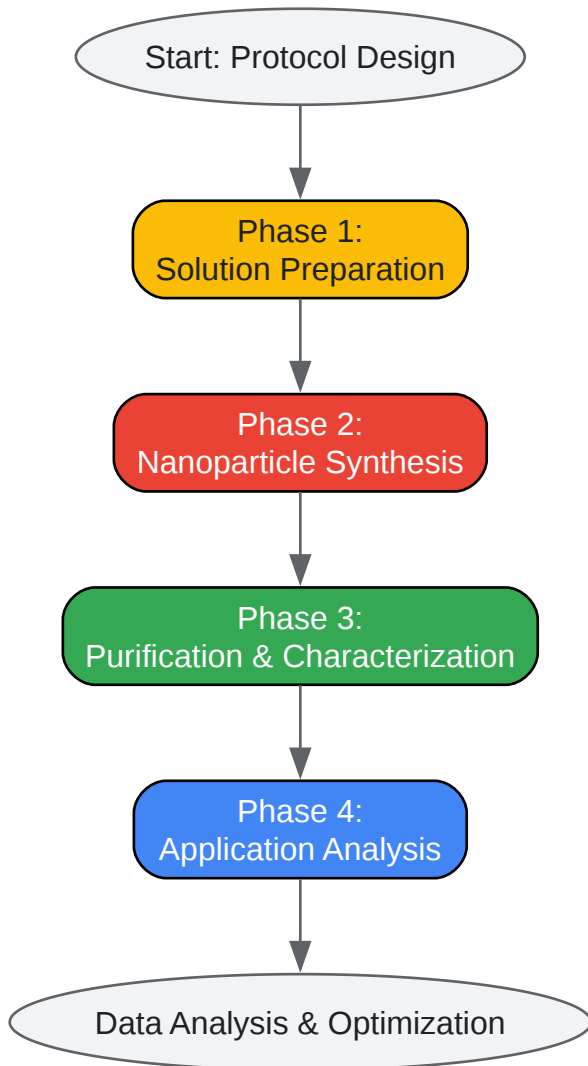 Start: Protocol Design
Phase 1:
Solution Preparation
Phase 2:
Nanoparticle Synthesis
Phase 3:
Purification & Characterization
Phase 4:
Application Analysis
Data Analysis & Optimization